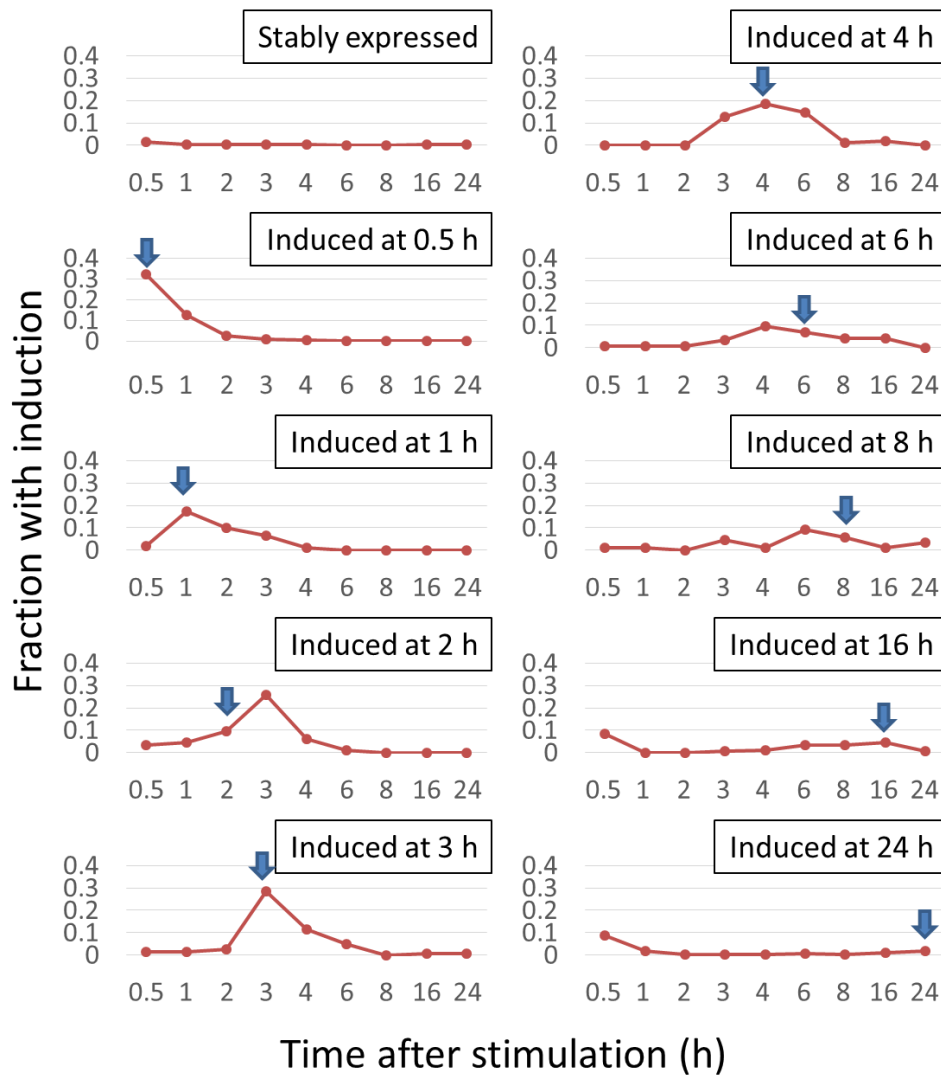 Fraction with induction
Stably expressed
0.4
0.3
0.2
0.1
0
0.5 1 2 3 4 6 8 16 24
Induced at 0.5 h
0.4
0.3
0.2
0.1
0
0.5 1 2 3 4 6 8 16 24
Induced at 1 h
0.4
0.3
0.2
0.1
0
0.5 1 2 3 4 6 8 16 24
Induced at 2 h
0.4
0.3
0.2
0.1
0
0.5 1 2 3 4 6 8 16 24
Induced at 3 h
0.4
0.3
0.2
0.1
0
0.5 1 2 3 4 6 8 16 24
Induced at 4 h
0.4
0.3
0.2
0.1
0
0.5 1 2 3 4 6 8 16 24
Induced at 6 h
0.4
0.3
0.2
0.1
0
0.5 1 2 3 4 6 8 16 24
Induced at 8 h
0.4
0.3
0.2
0.1
0
0.5 1 2 3 4 6 8 16 24
Induced at 16 h
0.4
0.3
0.2
0.1
0
0.5 1 2 3 4 6 8 16 24
Induced at 24 h
0.4
0.3
0.2
0.1
0
0.5 1 2 3 4 6 8 16 24
Time after stimulation (h)